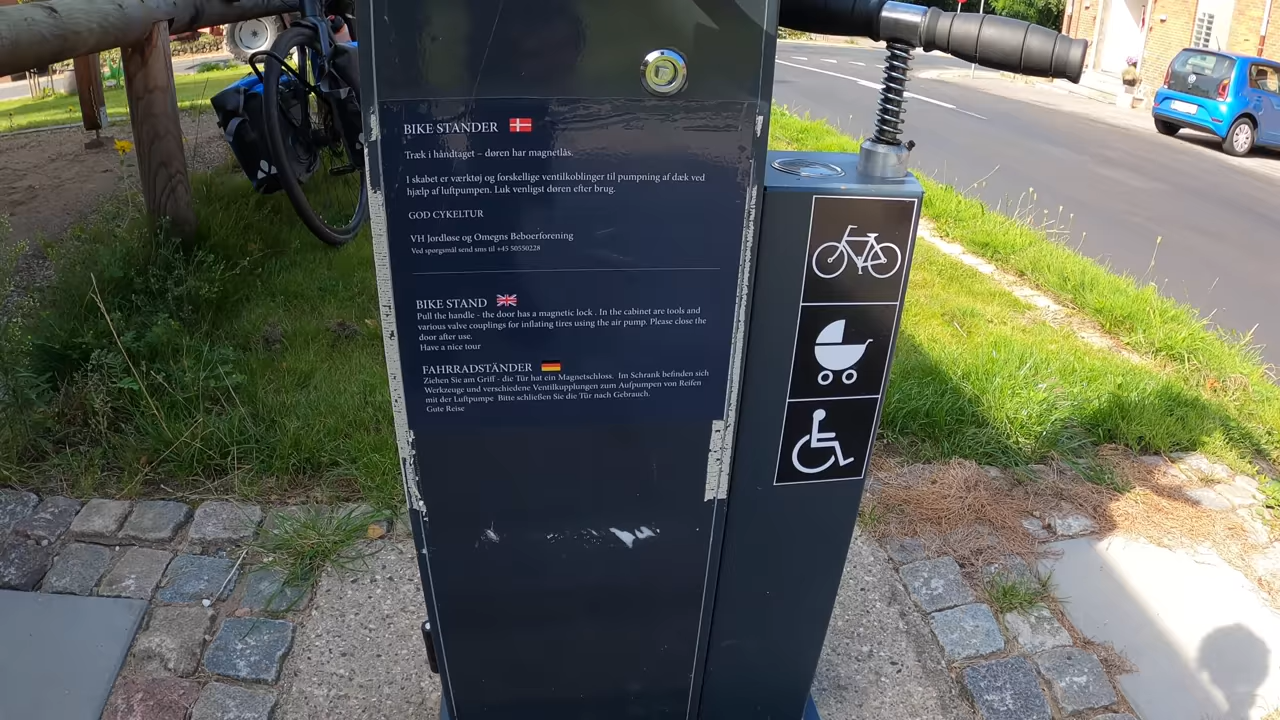 BIKE STANDER
Træk i håndtaget – døren har magnetlås.
I skabet er værktøj og forskellige ventilkoblinger til pumpning af dæk ved
hjælp af luftpumpen. Luk venligst døren efter brug.
GOD CYKELTUR
VH Jordløse og Omegns Beboerforening
Ved spørgsmål send sms til +45 50550228
BIKE STAND
Pull the handle - the door has a magnetic lock . In the cabinet are tools and
various valve couplings for inflating tires using the air pump. Please close the
door after use.
Have a nice tour
FAHRRADSTÄNDER
Ziehen Sie am Griff - die Tür hat ein Magnetschloss. Im Schrank befinden sich
Werkzeuge und verschiedene Ventilkupplungen zum Aufpumpen von Reifen
mit der Luftpumpe Bitte schließen Sie die Tür nach Gebrauch.
Gute Reise